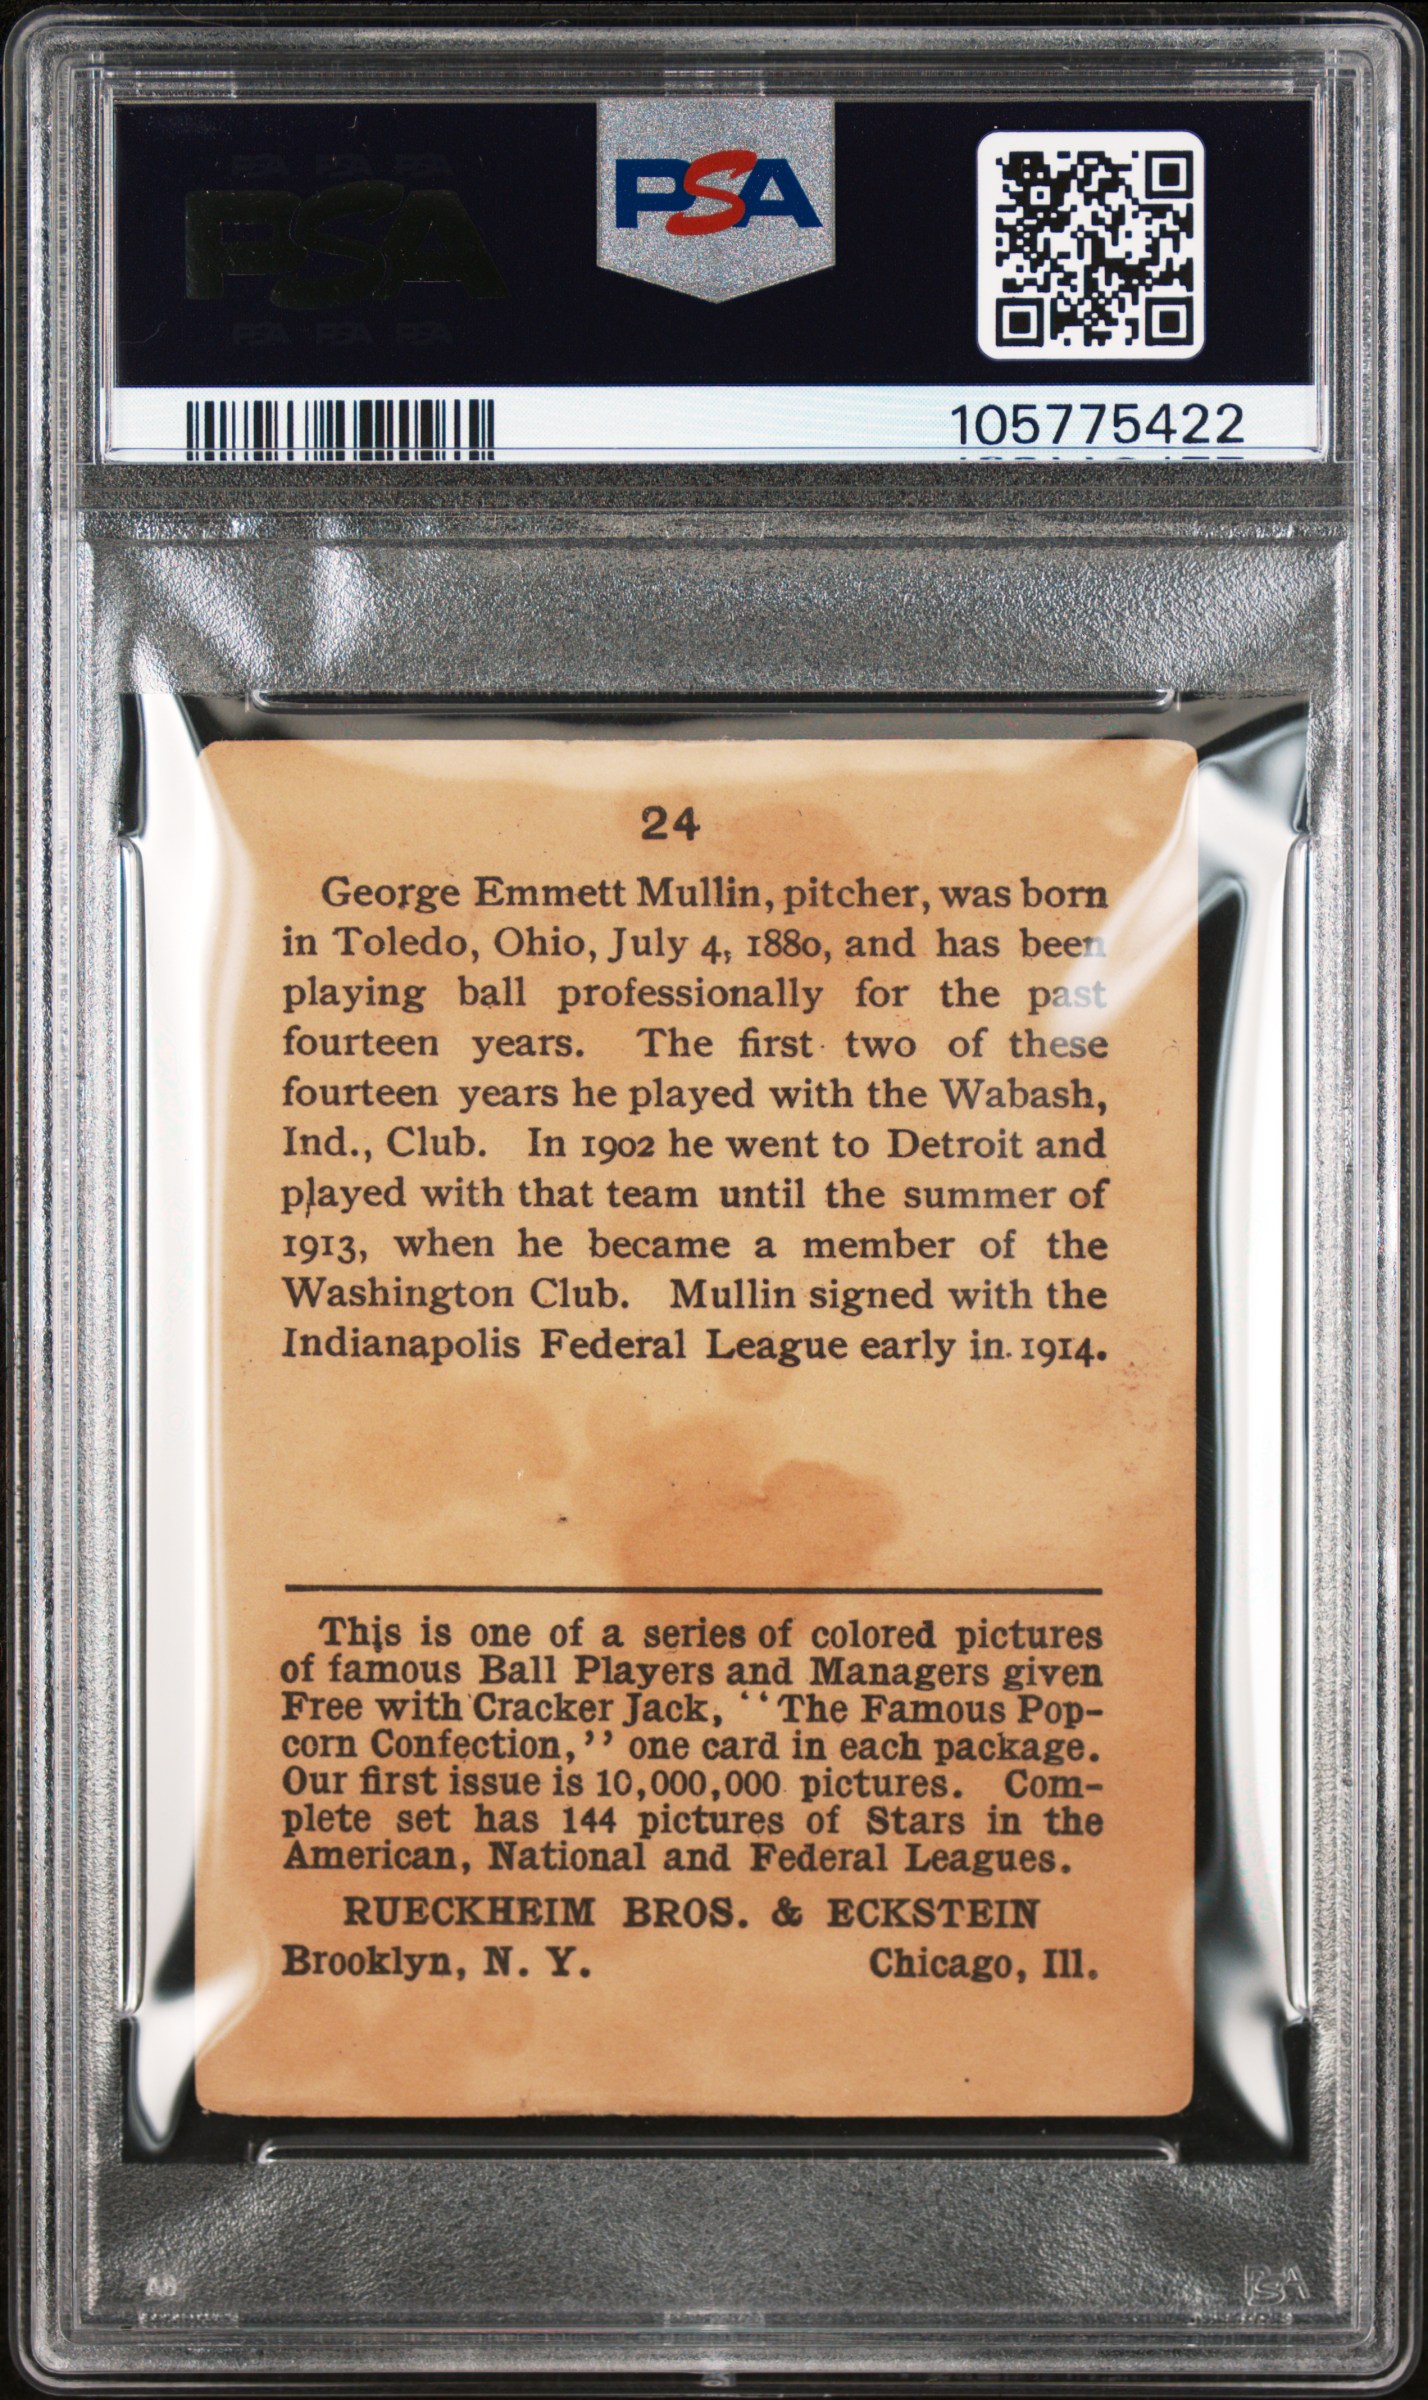 PSA
PSA
105775422
24
George Emmett Mullin, pitcher, was born
in Toledo, Ohio, July 4, 1880, and has been
playing ball professionally for the past
fourteen years. The first two of these
fourteen years he played with the Wabash,
Ind., Club. In 1902 he went to Detroit and
played with that team until the summer of
1913, when he became a member of the
Washington Club. Mullin signed with the
Indianapolis Federal League early in 1914.
This is one of a series of colored pictures
of famous Ball Players and Managers given
Free with Cracker Jack, ‘‘The Famous Pop-
corn Confection,’’ one card in each package.
Our first issue is 10,000,000 pictures. Com-
plete set has 144 pictures of Stars in the
American, National and Federal Leagues.
RUECKHEIM BROS. & ECKSTEIN
Brooklyn, N. Y. Chicago, Ill.
PSA